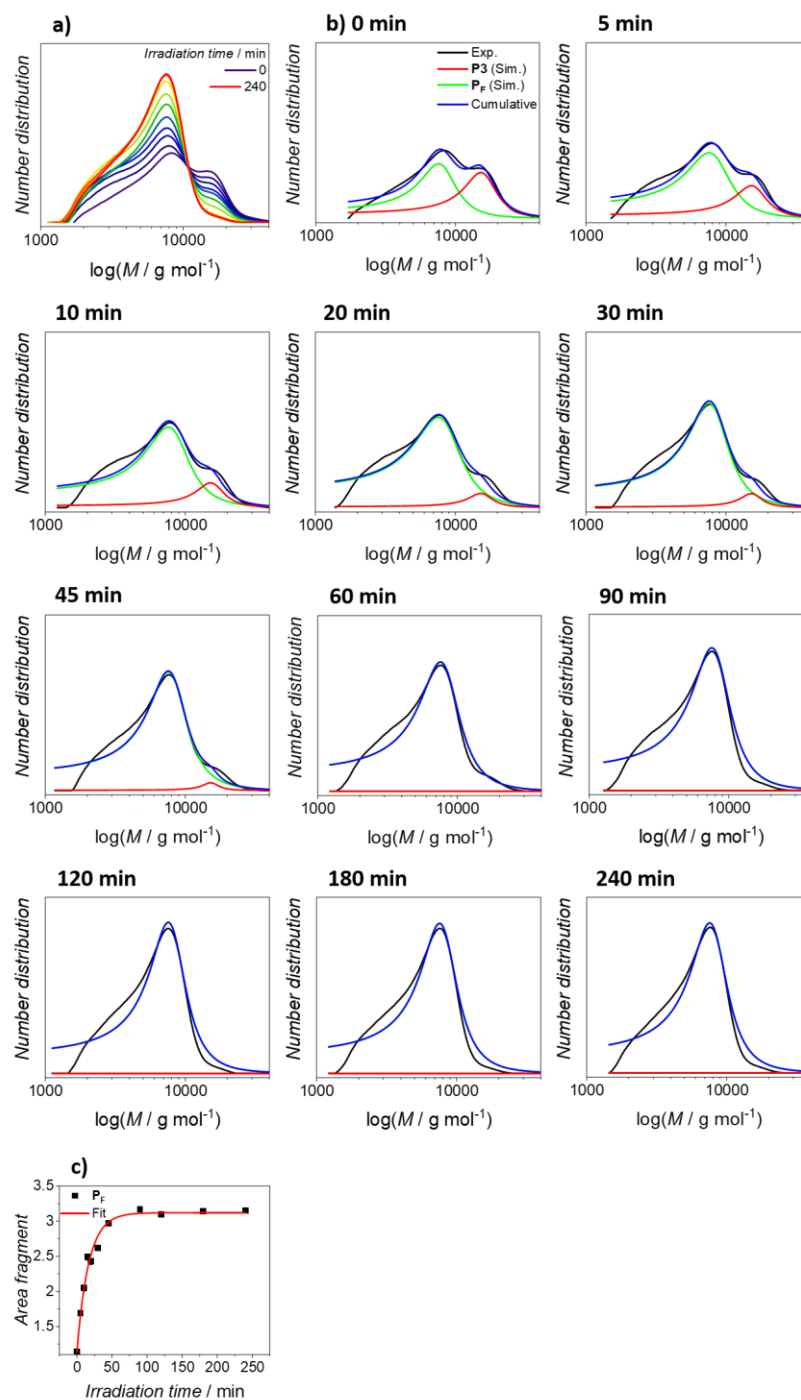 a)
Irradiation time / min
0
240
Number distribution
1000
10000
log(M / g mol⁻¹)
b) 0 min
Exp.
P3 (Sim.)
P_F (Sim.)
Cumulative
Number distribution
1000
10000
log(M / g mol⁻¹)
5 min
Number distribution
1000
10000
log(M / g mol⁻¹)
10 min
Number distribution
1000
10000
log(M / g mol⁻¹)
20 min
Number distribution
1000
10000
log(M / g mol⁻¹)
30 min
Number distribution
1000
10000
log(M / g mol⁻¹)
45 min
Number distribution
1000
10000
log(M / g mol⁻¹)
60 min
Number distribution
1000
10000
log(M / g mol⁻¹)
90 min
Number distribution
1000
10000
log(M / g mol⁻¹)
120 min
Number distribution
1000
10000
log(M / g mol⁻¹)
180 min
Number distribution
1000
10000
log(M / g mol⁻¹)
240 min
Number distribution
1000
10000
log(M / g mol⁻¹)
c)
P_F
Fit
Area fragment
3.5
3
2.5
2
1.5
0 50 100 150 200 250
Irradiation time / min